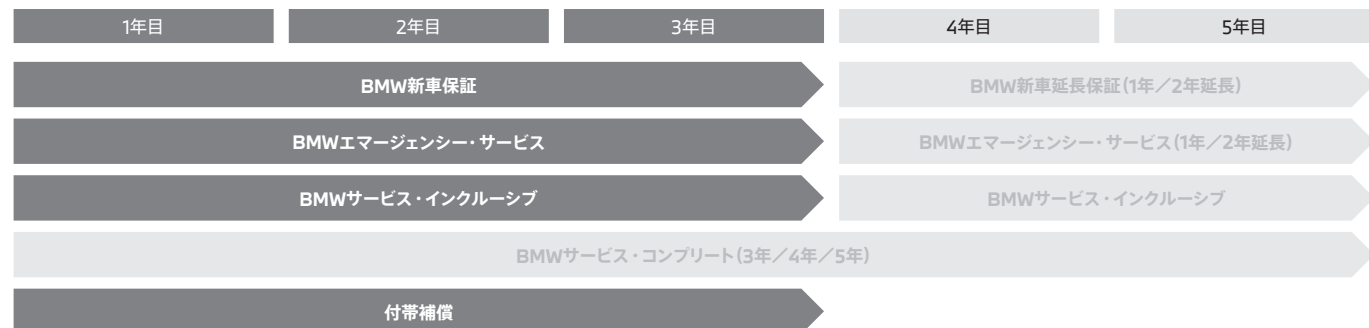 1年目 2年目 3年目 4年目 5年目
BMW新車保証 BMW新車延長保証(1年／2年延長)
BMWエマージェンシー・サービス BMWエマージェンシー・サービス(1年／2年延長)
BMWサービス・インクルーシブ BMWサービス・インクルーシブ
BMWサービス・コンプリート(3年／4年／5年)
付帯補償